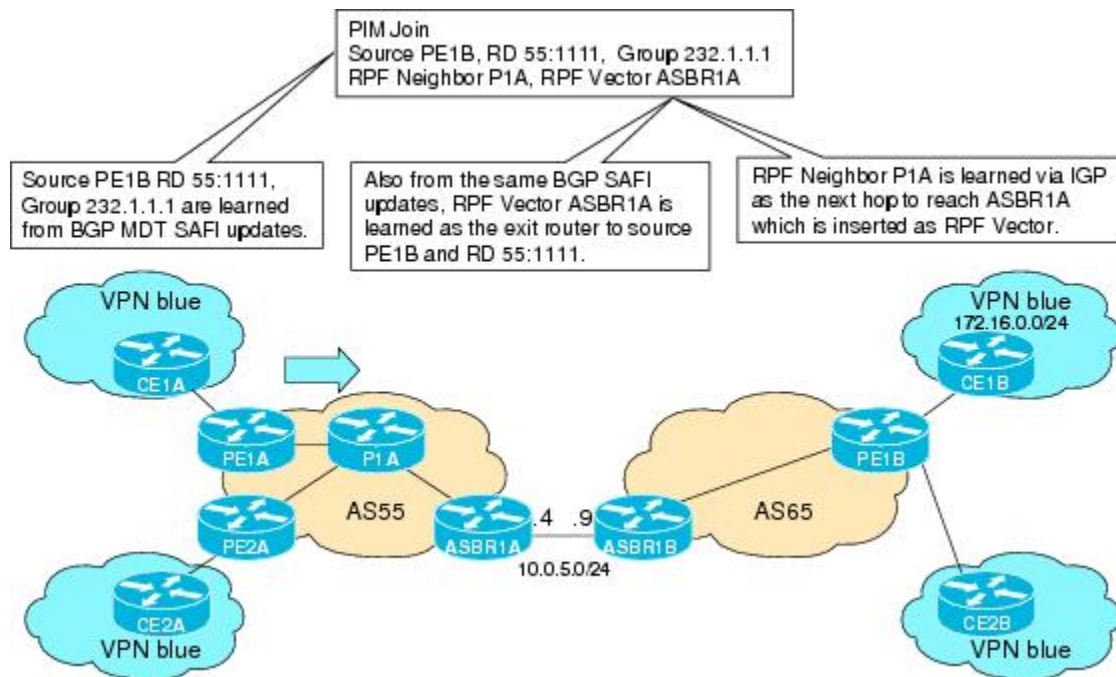 PIM Join
Source PE1B, RD 55:1111, Group 232.1.1.1
RPF Neighbor P1A, RPF Vector ASBR1A
Source PE1B RD 55:1111,
Group 232.1.1.1 are learned
from BGP MDT SAFI updates.
Also from the same BGP SAFI
updates, RPF Vector ASBR1A is
learned as the exit router to source
PE1B and RD 55:1111.
RPF Neighbor P1A is learned via IGP
as the next hop to reach ASBR1A
which is inserted as RPF Vector.
VPN blue
CE1A
VPN blue
172.16.0.0/24
CE1B
PE1A
P1A
PE1B
PE2A
AS55
ASBR1A
.4
.9
ASBR1B
AS65
10.0.5.0/24
CE2A
VPN blue
CE2B
VPN blue